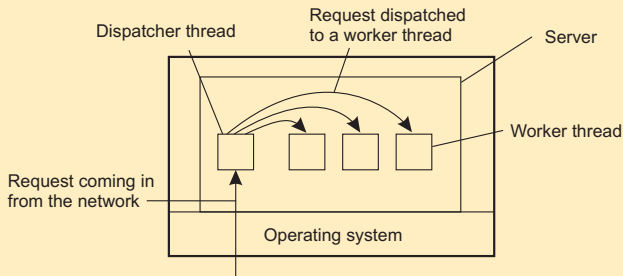 Request dispatched
to a worker thread
Dispatcher thread
Server
Worker thread
Request coming in
from the network
Operating system